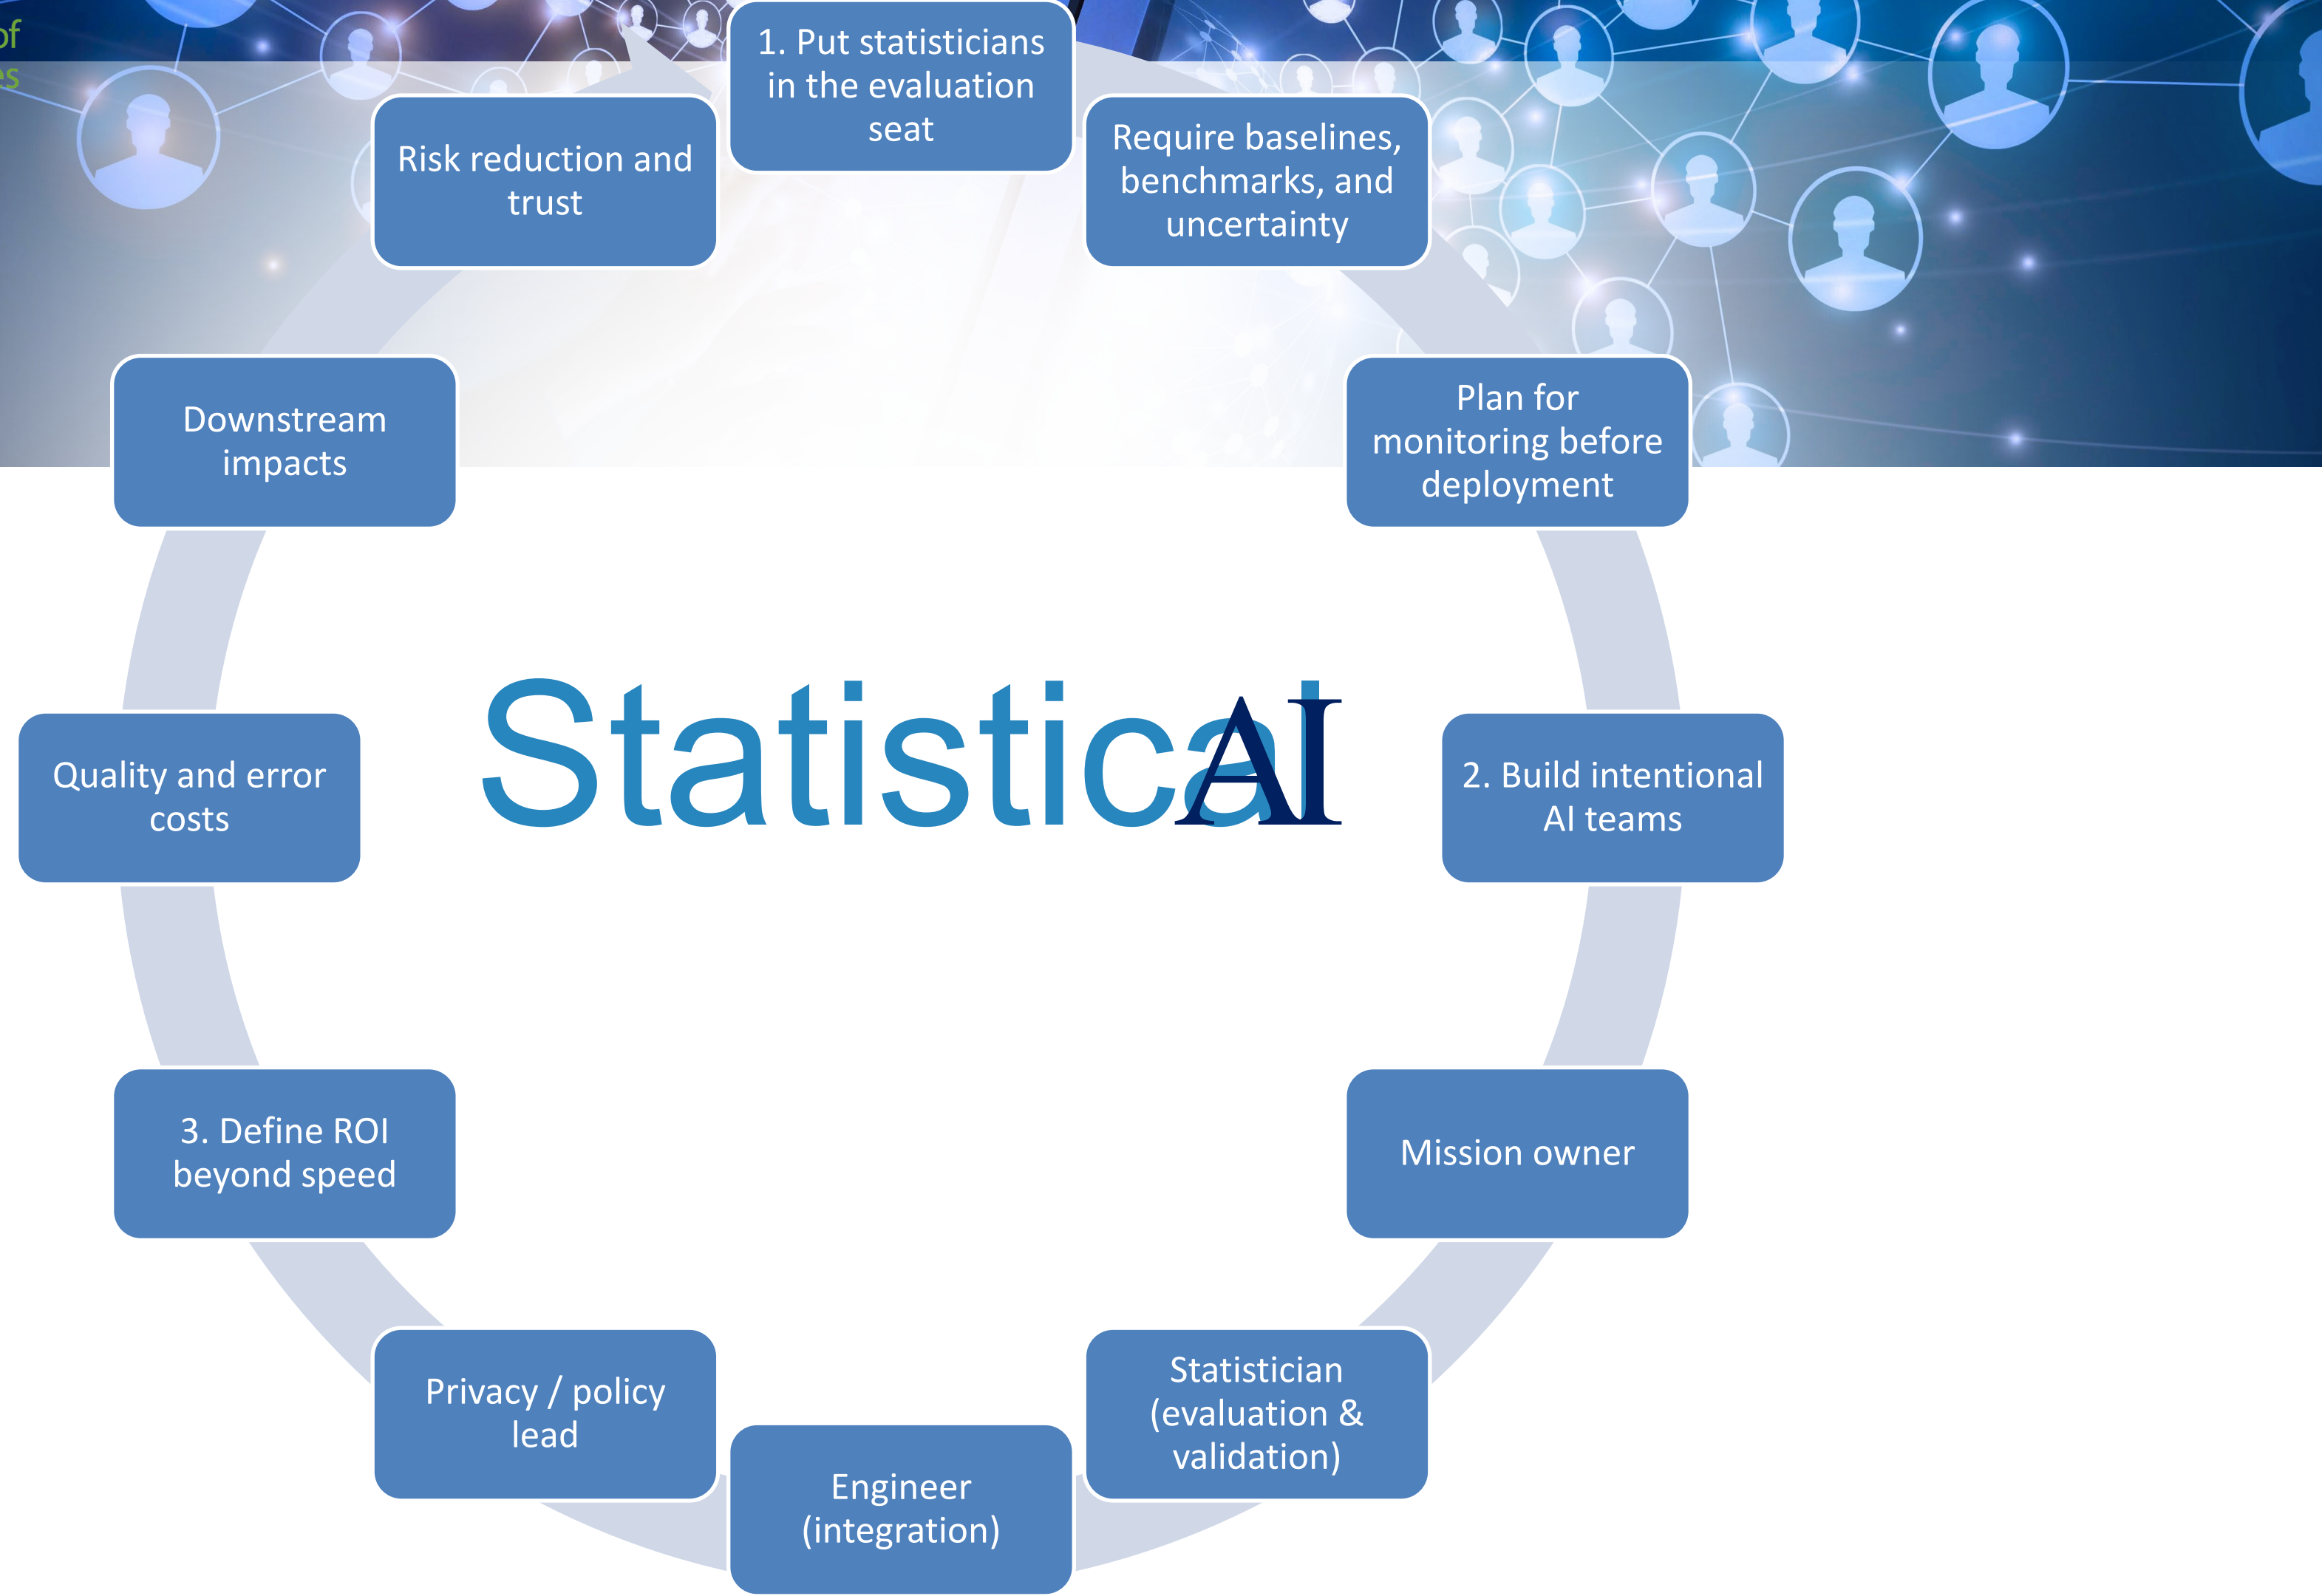 of
es
1. Put statisticians
in the evaluation
seat
Require baselines,
benchmarks, and
uncertainty
Plan for
monitoring before
deployment
2. Build intentional
AI teams
Mission owner
Statistician
(evaluation &
validation)
Engineer
(integration)
Privacy / policy
lead
3. Define ROI
beyond speed
Quality and error
costs
Downstream
impacts
Risk reduction and
trust
Statistical
AI